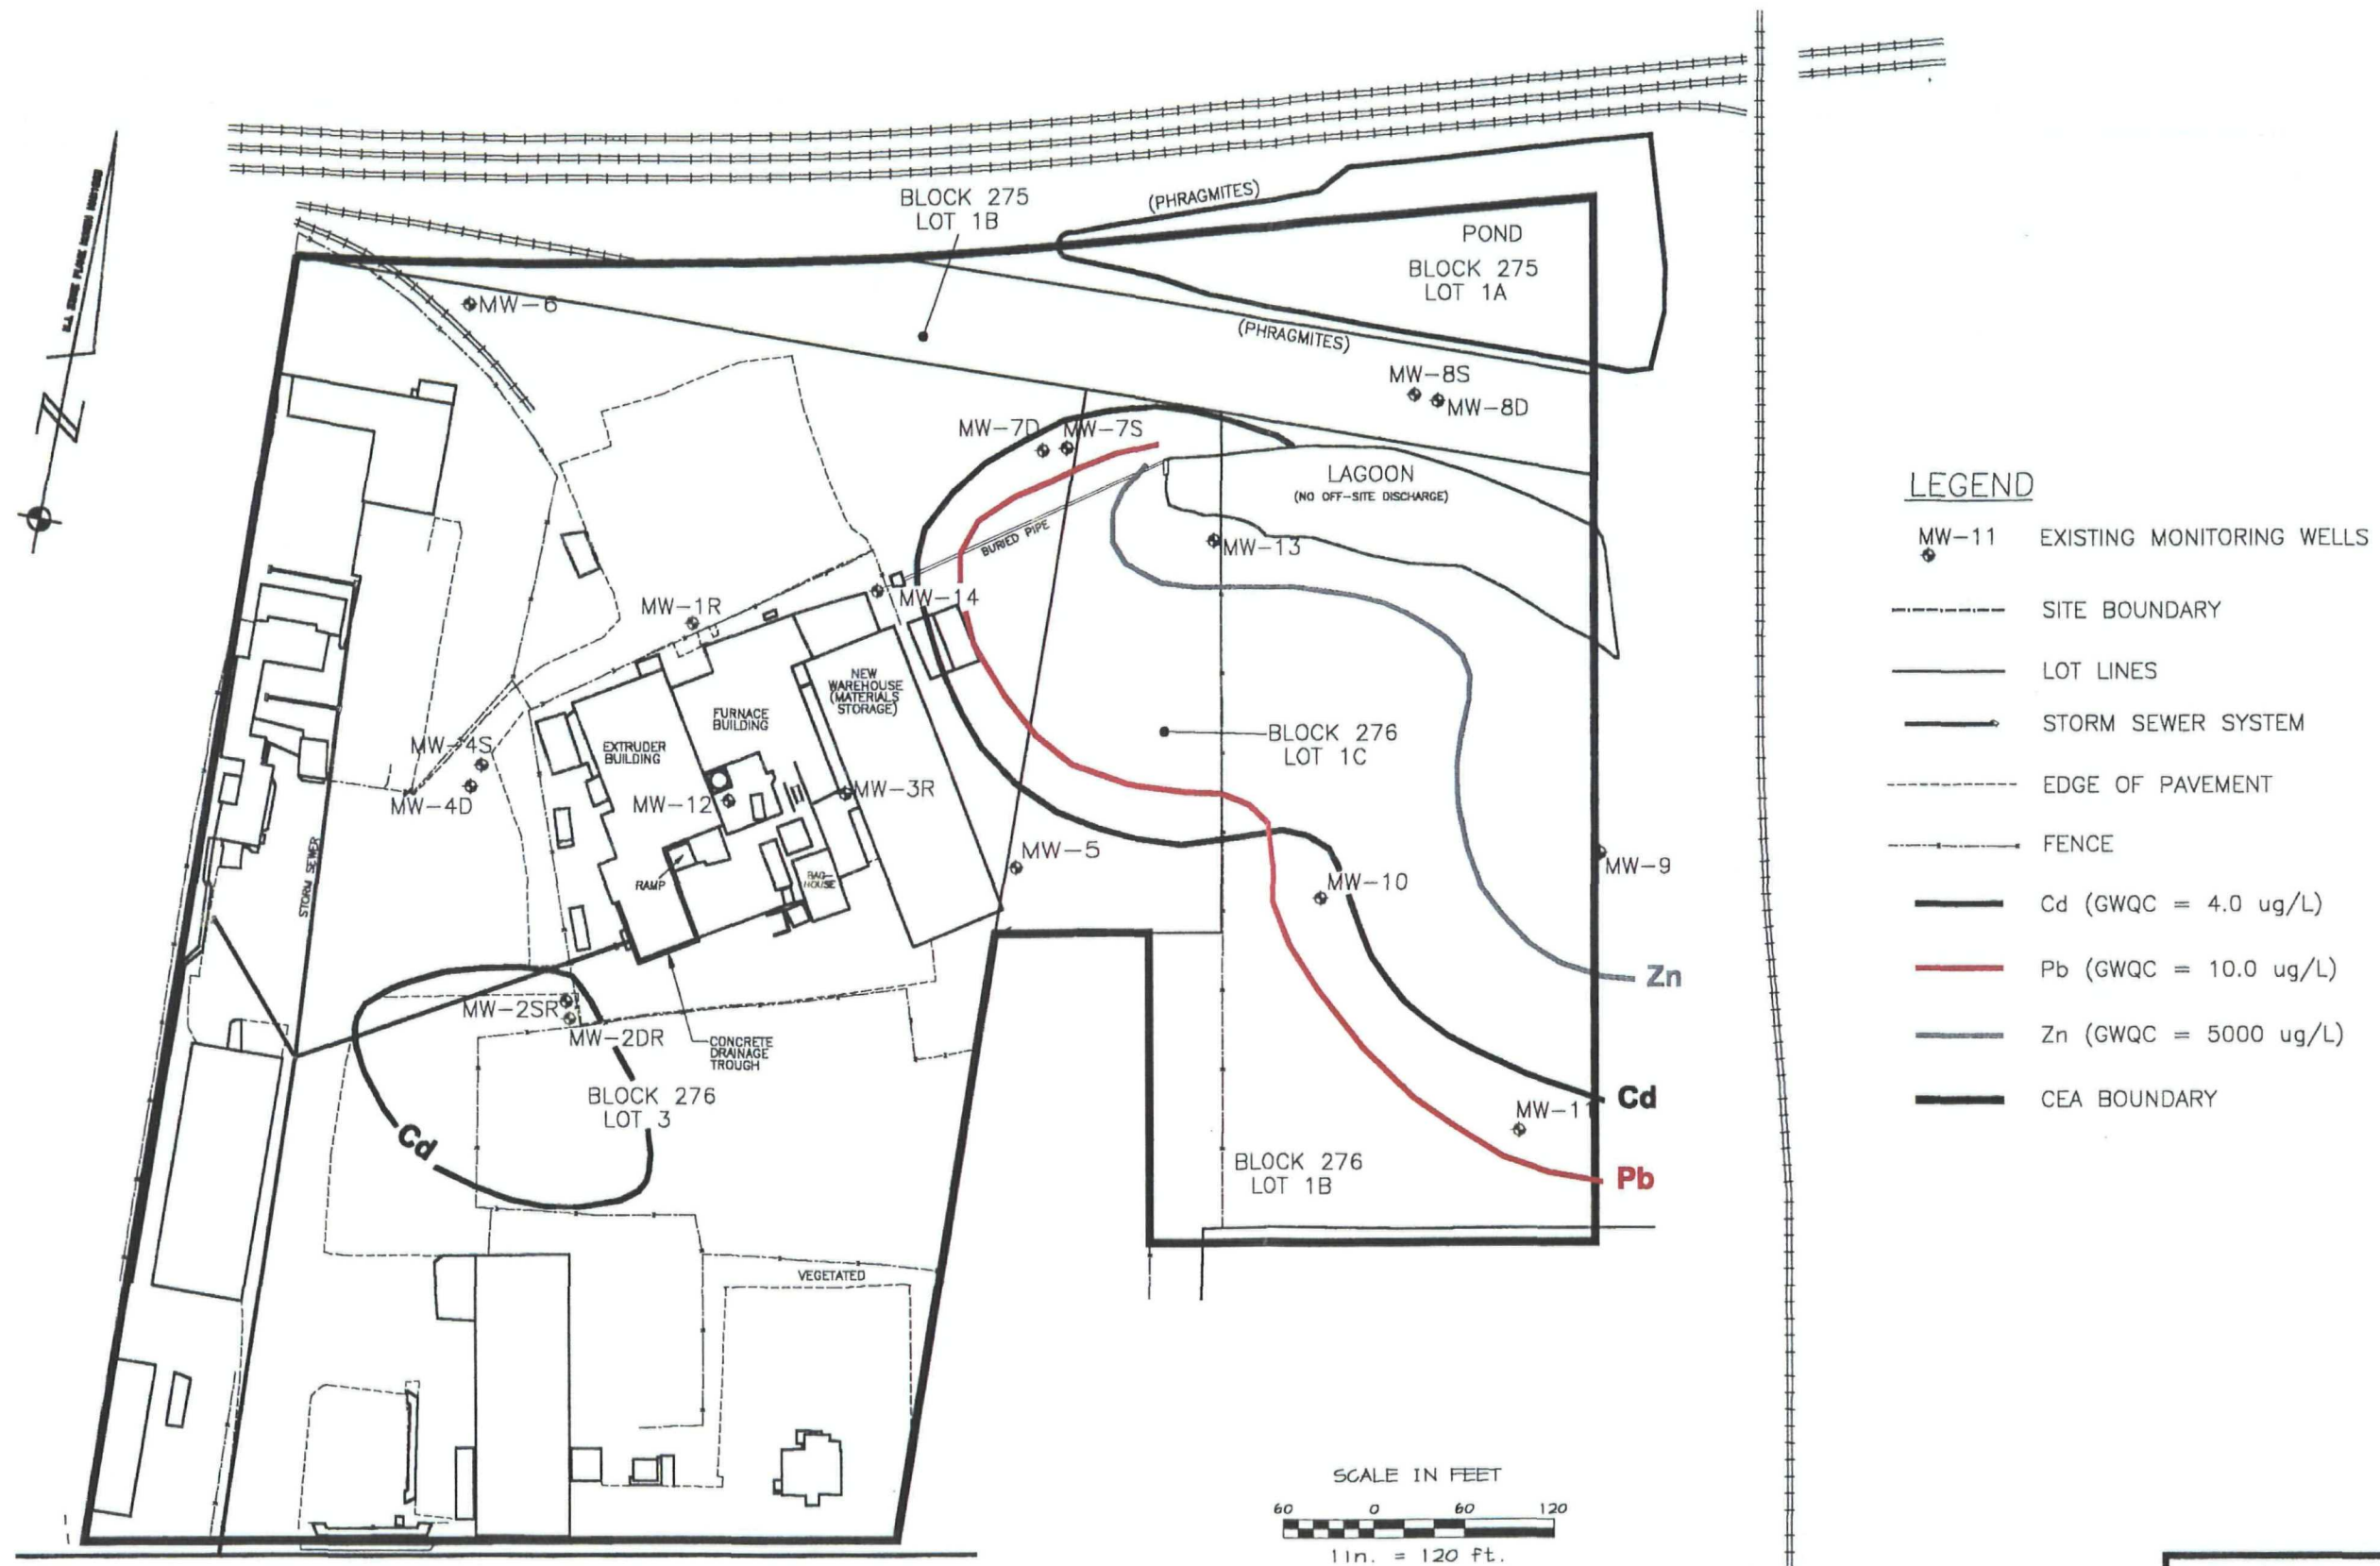 BLOCK 275
LOT 1B
(PHRAGMITES)
POND
BLOCK 275
LOT 1A
(PHRAGMITES)
MW-6
MW-8S
MW-8D
MW-7D
MW-7S
LAGOON
(NO OFF-SITE DISCHARGE)
BURIED PIPE
MW-13
MW-14
MW-1R
NEW
WAREHOUSE
(MATERIALS
STORAGE)
FURNACE
BUILDING
EXTRUDER
BUILDING
MW-4S
MW-4D
MW-12
MW-3R
BLOCK 276
LOT 1C
MW-5
MW-10
MW-9
RAMP
BAG-
HOUSE
STORM SEWER
Zn
MW-2SR
MW-2DR
CONCRETE
DRAINAGE
TROUGH
BLOCK 276
LOT 3
Cd
Cd
MW-11
Pb
BLOCK 276
LOT 1B
VEGETATED
SCALE IN FEET
60 0 60 120
1in. = 120 ft.
N
LEGEND
MW-11 EXISTING MONITORING WELLS
SITE BOUNDARY
LOT LINES
STORM SEWER SYSTEM
EDGE OF PAVEMENT
FENCE
Cd (GWQC = 4.0 ug/L)
Pb (GWQC = 10.0 ug/L)
Zn (GWQC = 5000 ug/L)
CEA BOUNDARY